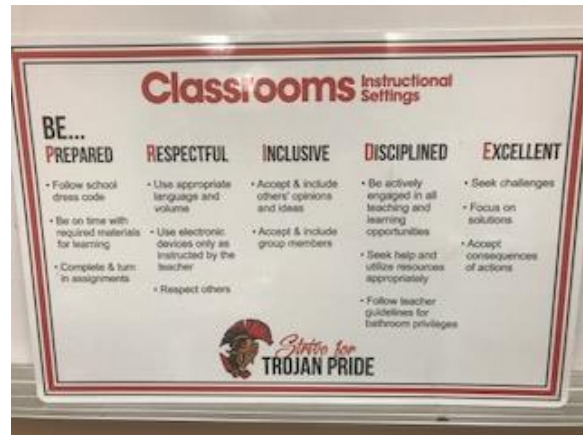 Classrooms Instructional
Settings
BE...
PREPARED
• Follow school
dress code
• Be on time with
required materials
for learning
• Complete & turn
in assignments
RESPECTFUL
• Use appropriate
language and
volume
• Use electronic
devices only as
instructed by the
teacher
• Respect others
INCLUSIVE
• Accept & include
others' opinions
and ideas
• Accept & include
group members
DISCIPLINED
• Be actively
engaged in all
teaching and
learning
opportunities
• Seek help and
utilize resources
appropriately
• Follow teacher
guidelines for
bathroom privileges
EXCELLENT
• Seek challenges
• Focus on
solutions
• Accept
consequences
of actions
Strive for
TROJAN PRIDE